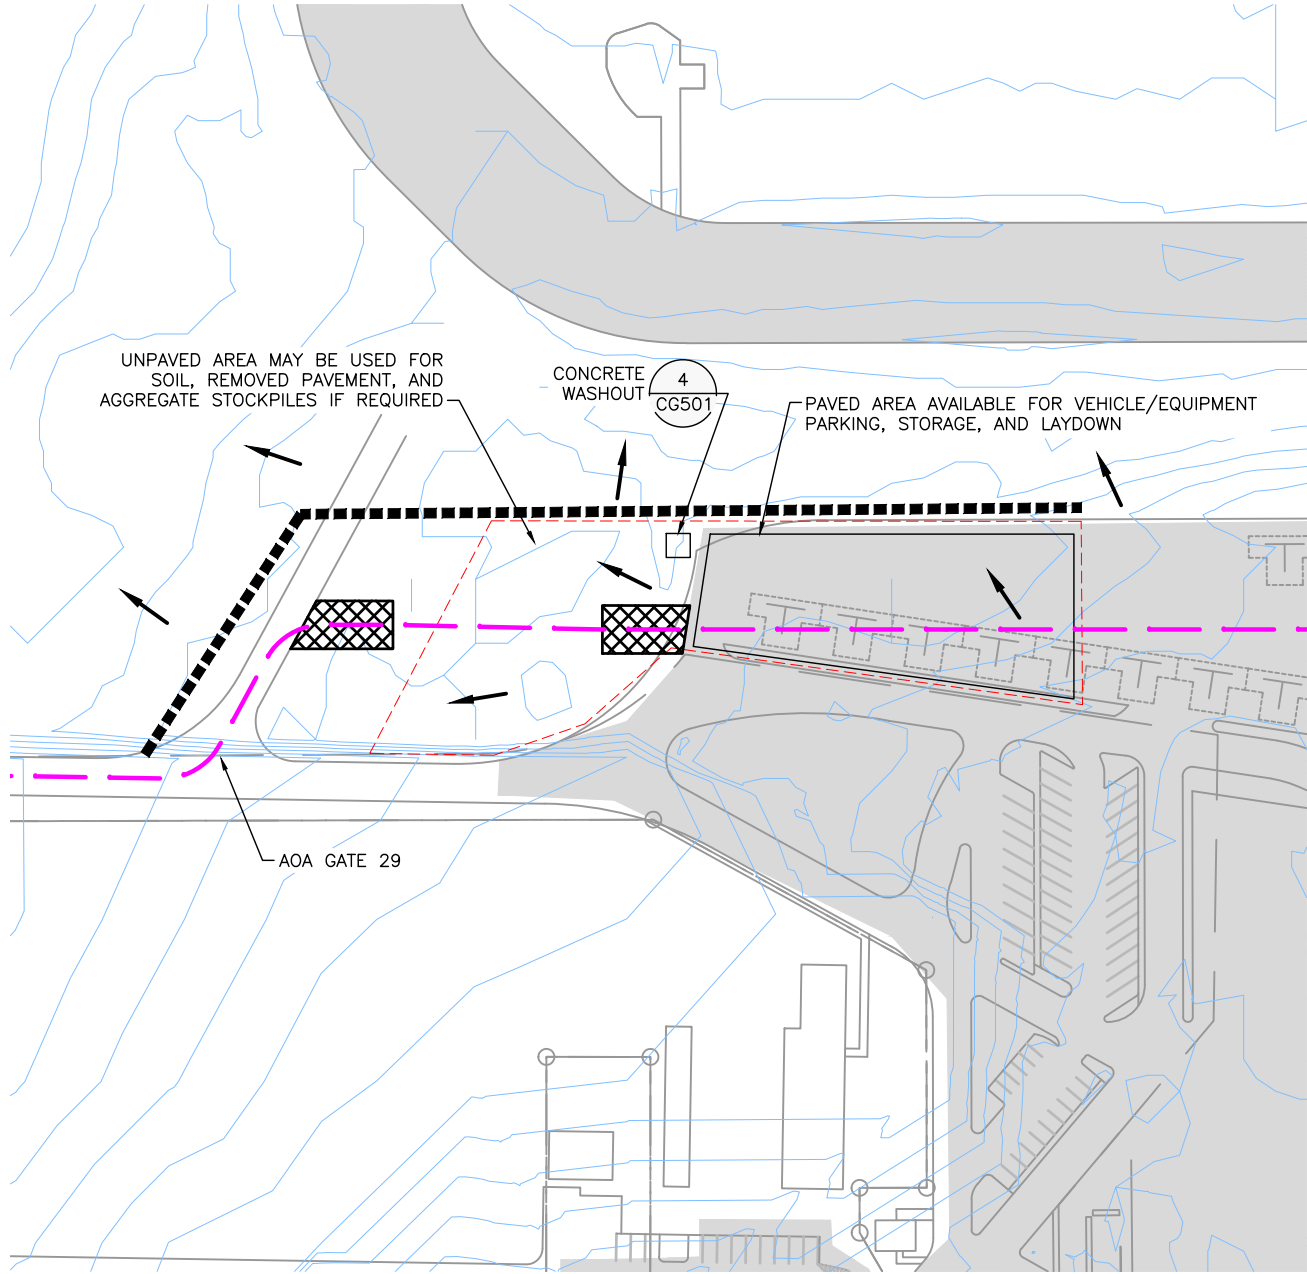 UNPAVED AREA MAY BE USED FOR
SOIL, REMOVED PAVEMENT, AND
AGGREGATE STOCKPILES IF REQUIRED
CONCRETE
WASHOUT
4
CG501
PAVED AREA AVAILABLE FOR VEHICLE/EQUIPMENT
PARKING, STORAGE, AND LAYDOWN
AOA GATE 29